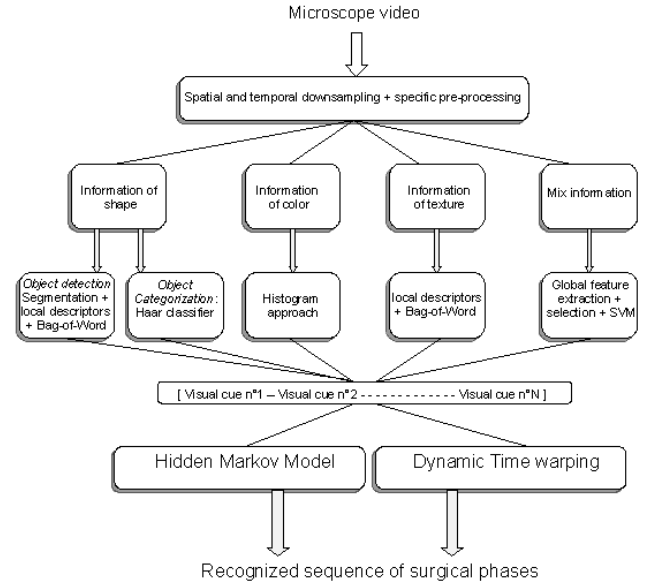 Microscope video
Spatial and temporal downsampling + specific pre-processing
Information of
shape
Information
of color
Information
of texture
Mix information
Object detection
Segmentation +
local descriptors
+ Bag-of-Word
Object
Categorization :
Haar classifier
Histogram
approach
local descriptors
+ Bag-of-Word
Global feature
extraction +
selection + SVM
[ Visual cue n°1 – Visual cue n°2 - - - - - - - - - - - - - - Visual cue n°N ]
Hidden Markov Model
Dynamic Time warping
Recognized sequence of surgical phases